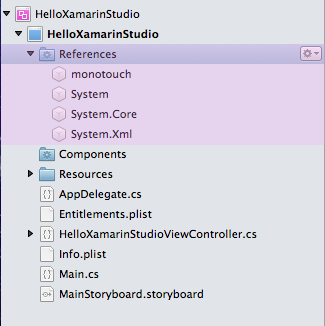 HelloXamarinStudio
HelloXamarinStudio
References
monotouch
System
System.Core
System.Xml
Components
Resources
AppDelegate.cs
Entitlements.plist
HelloXamarinStudioViewController.cs
Info.plist
Main.cs
MainStoryboard.storyboard